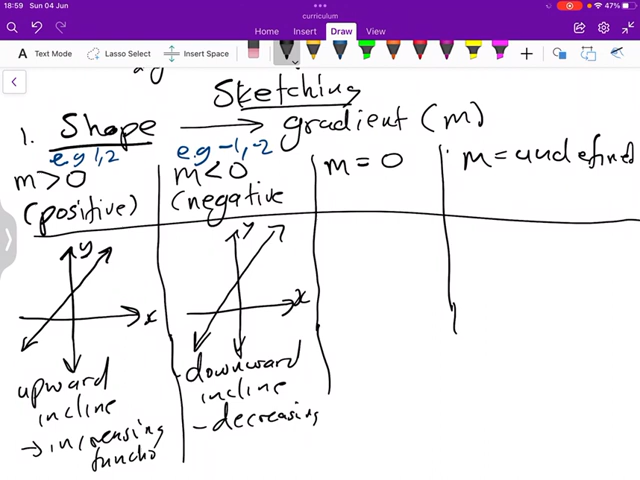 18:59 Sun 04 Jun
curriculum
47%
Home Insert Draw View
Text Mode Lasso Select Insert Space
Sketching
1. Shape → gradient (m)
e.g 1,2
e.g -1,-2
m>0
m<0
m = 0
m = undefined
(positive)
(negative
y
x
y
x
upward
incline
→ increasing
functio
- downward
incline
- decreasing